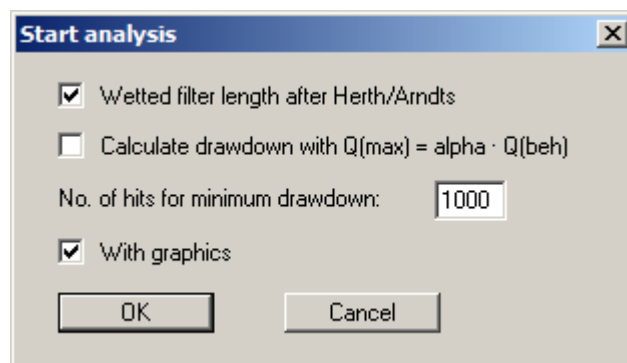 Start analysis
Wetted filter length after Herth/Arndts
Calculate drawdown with Q(max) = alpha · Q(beh)
No. of hits for minimum drawdown: 1000
With graphics
OK Cancel